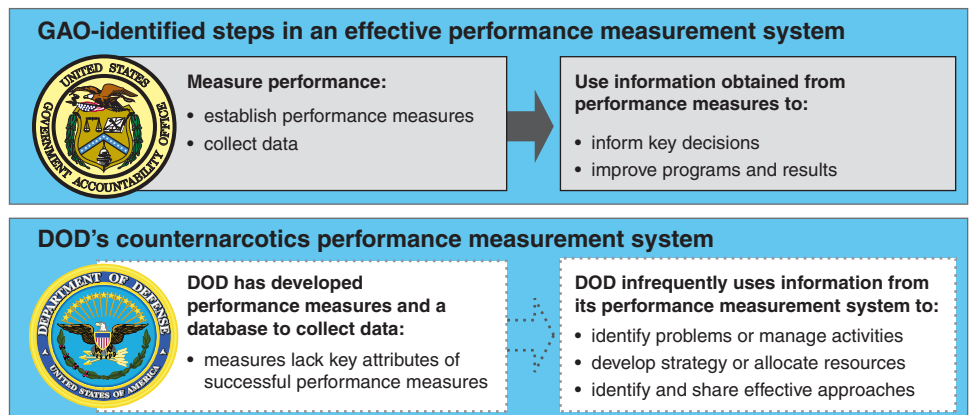 GAO-identified steps in an effective performance measurement system
UNITED STATES
GOVERNMENT ACCOUNTABILITY OFFICE
Measure performance:
• establish performance measures
• collect data
Use information obtained from
performance measures to:
• inform key decisions
• improve programs and results
DOD's counternarcotics performance measurement system
DEPARTMENT OF DEFENSE
UNITED STATES OF AMERICA
DOD has developed
performance measures and a
database to collect data:
• measures lack key attributes of
successful performance measures
DOD infrequently uses information from
its performance measurement system to:
• identify problems or manage activities
• develop strategy or allocate resources
• identify and share effective approaches